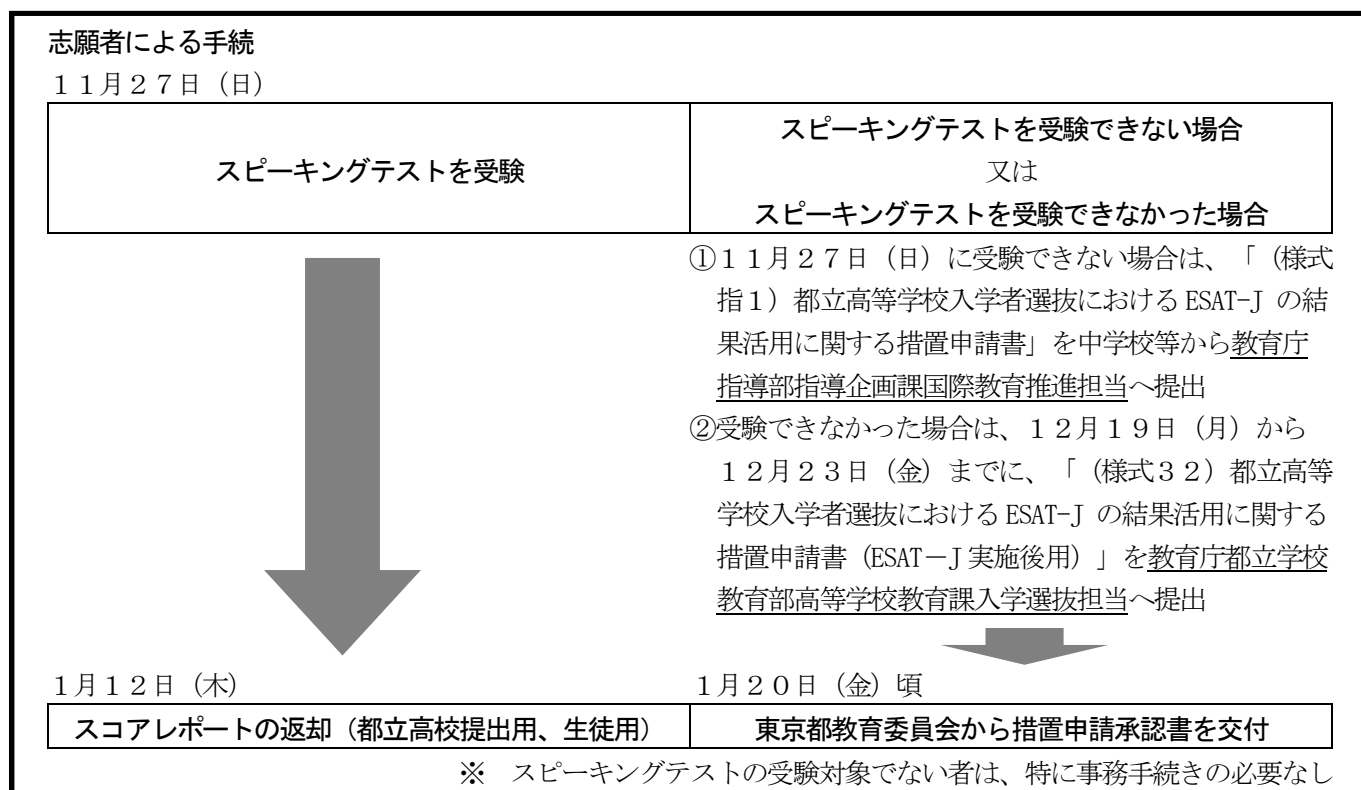 志願者による手続
１１月２７日（日）
スピーキングテストを受験
スピーキングテストを受験できない場合
又は
スピーキングテストを受験できなかった場合
①１１月２７日（日）に受験できない場合は、「（様式
指１）都立高等学校入学者選抜における ESAT-J の結
果活用に関する措置申請書」を中学校等から教育庁
指導部指導企画課国際教育推進担当へ提出
②受験できなかった場合は、１２月１９日（月）から
１２月２３日（金）までに、「（様式３２）都立高等
学校入学者選抜における ESAT-J の結果活用に関する
措置申請書（ESAT－J 実施後用）」を教育庁都立学校
教育部高等学校教育課入学選抜担当へ提出
１月１２日（木）
１月２０日（金）頃
スコアレポートの返却（都立高校提出用、生徒用）
東京都教育委員会から措置申請承認書を交付
※　スピーキングテストの受験対象でない者は、特に事務手続きの必要なし